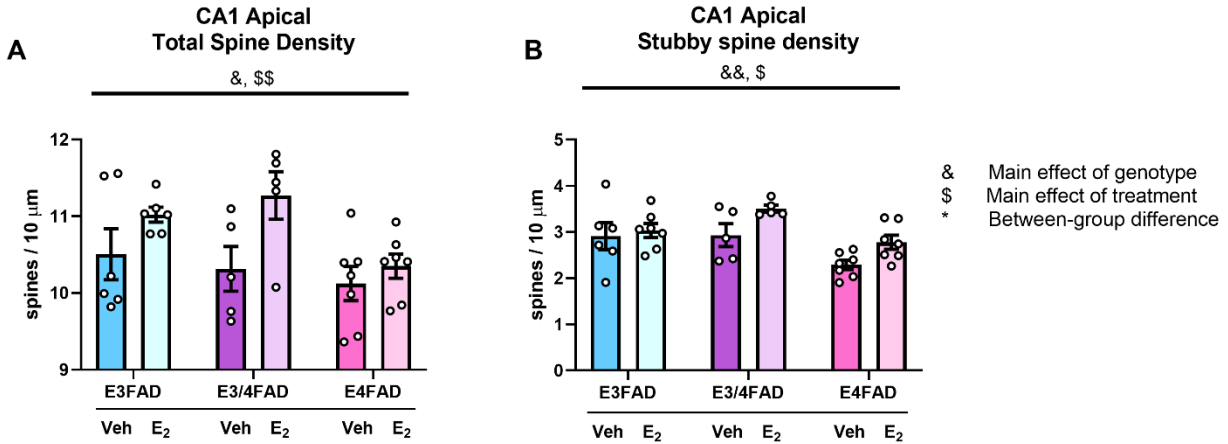 CA1 Apical
Total Spine Density
A
&, $$
spines / 10 μm
12
11
10
9
E3FAD E3/4FAD E4FAD
Veh E₂ Veh E₂ Veh E₂
CA1 Apical
Stubby spine density
B
&&, $
spines / 10 μm
5
4
3
2
1
0
E3FAD E3/4FAD E4FAD
Veh E₂ Veh E₂ Veh E₂
& Main effect of genotype
$ Main effect of treatment
* Between-group difference